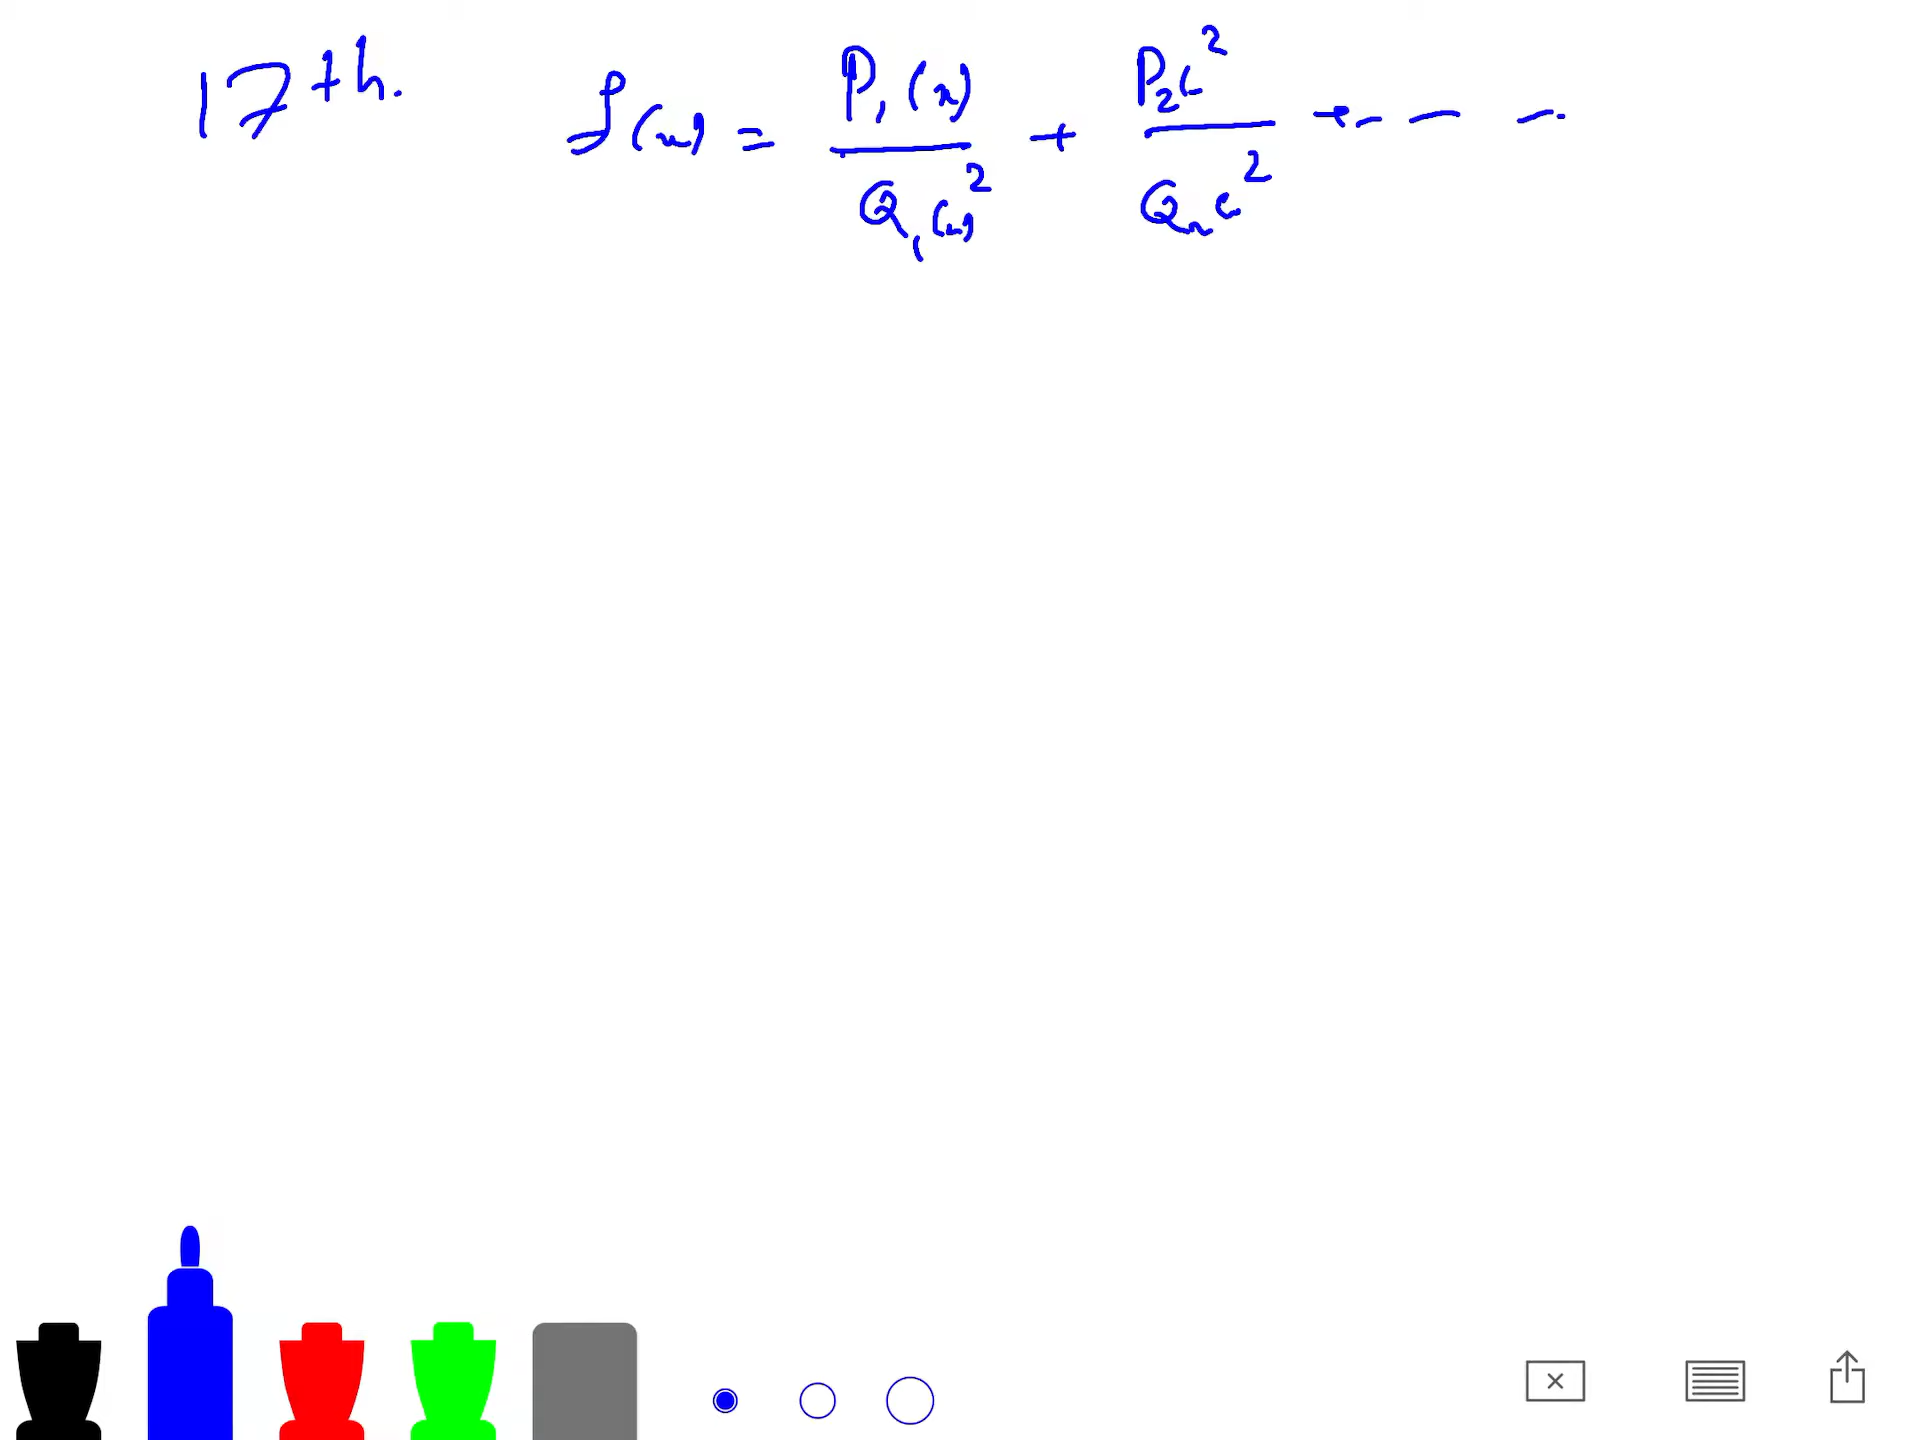 17th. f(x) = P₁(x) / Q₁(x)² + P₂( ² / Q₂( ² + - - -